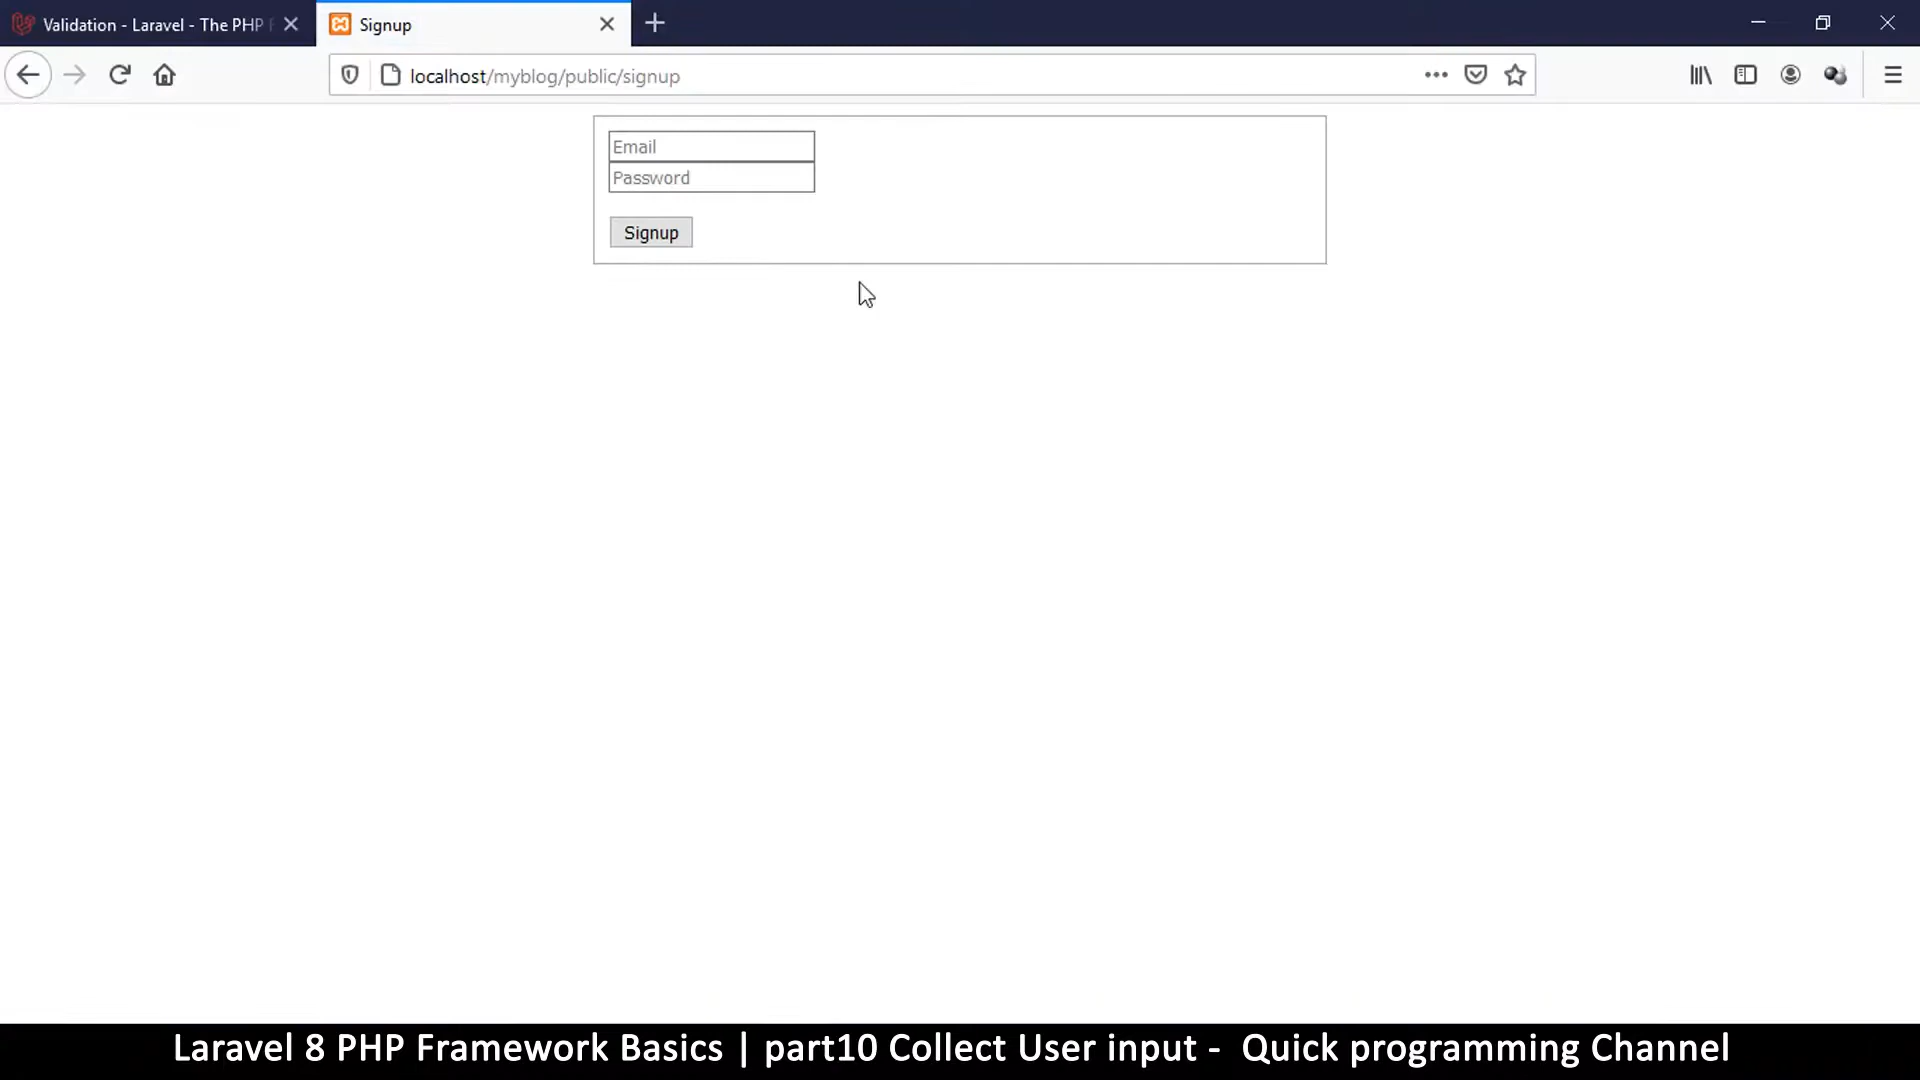 Validation - Laravel - The PHP F
Signup
localhost/myblog/public/signup
Email
Password
Signup
Laravel 8 PHP Framework Basics | part10 Collect User input - Quick programming Channel